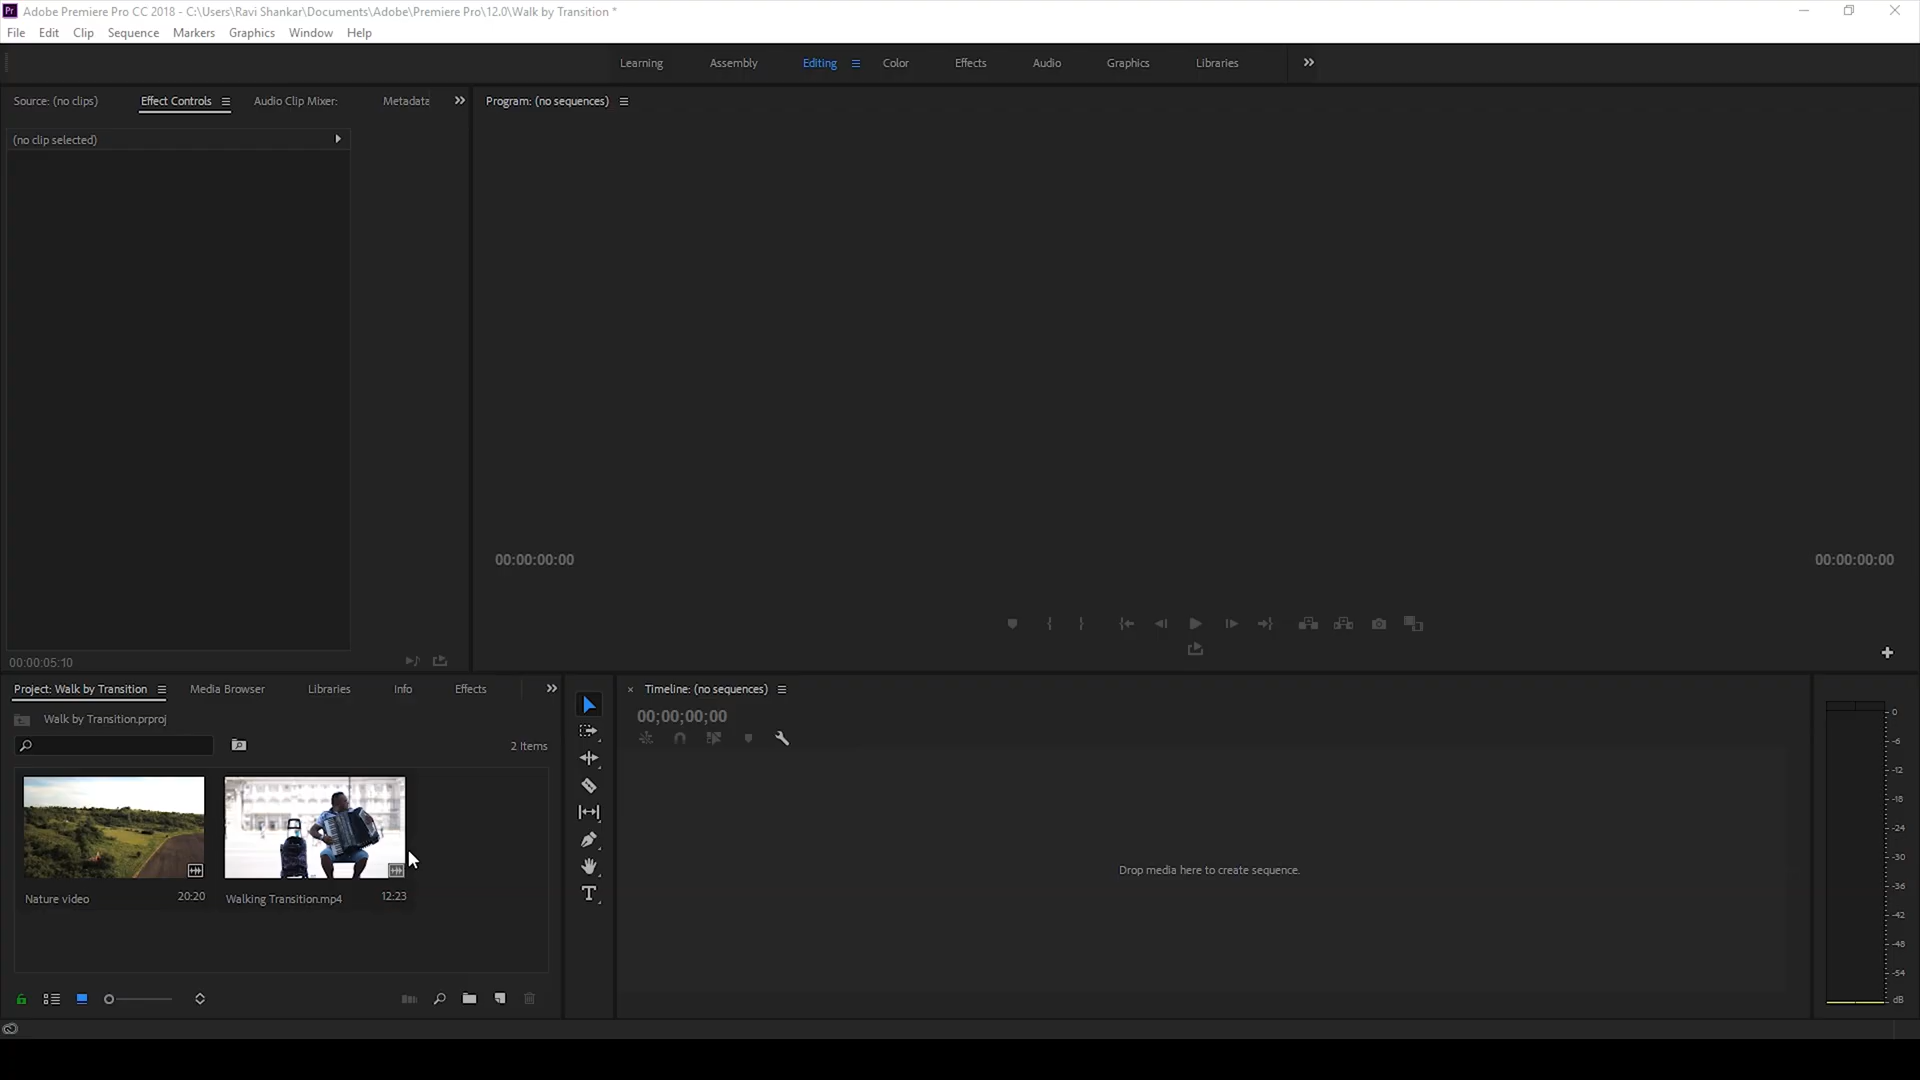 Pr Adobe Premiere Pro CC 2018 - C:\Users\Ravi Shankar\Documents\Adobe\Premiere Pro\12.0\Walk by Transition *
File Edit Clip Sequence Markers Graphics Window Help
Learning Assembly Editing Color Effects Audio Graphics Libraries
Source: (no clips) Effect Controls Audio Clip Mixer: Metadata
Program: (no sequences)
(no clip selected)
00:00:00:00 00:00:00:00
00:00:05:10
Project: Walk by Transition Media Browser Libraries Info Effects
Timeline: (no sequences)
Walk by Transition.prproj
00;00;00;00
2 Items
Nature video 20:20
Walking Transition.mp4 12:23
Drop media here to create sequence.
0
-6
-12
-18
-24
-30
-36
-42
-48
-54
dB